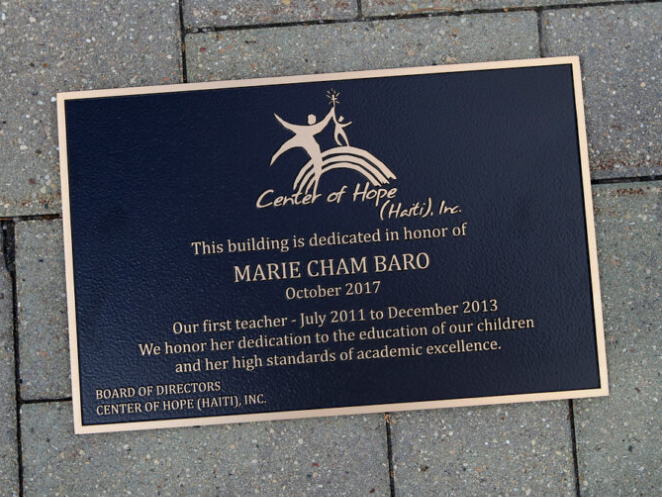 Center of Hope
(Haiti), Inc.
This building is dedicated in honor of
MARIE CHAM BARO
October 2017
Our first teacher - July 2011 to December 2013
We honor her dedication to the education of our children
and her high standards of academic excellence.
BOARD OF DIRECTORS
CENTER OF HOPE (HAITI), INC.